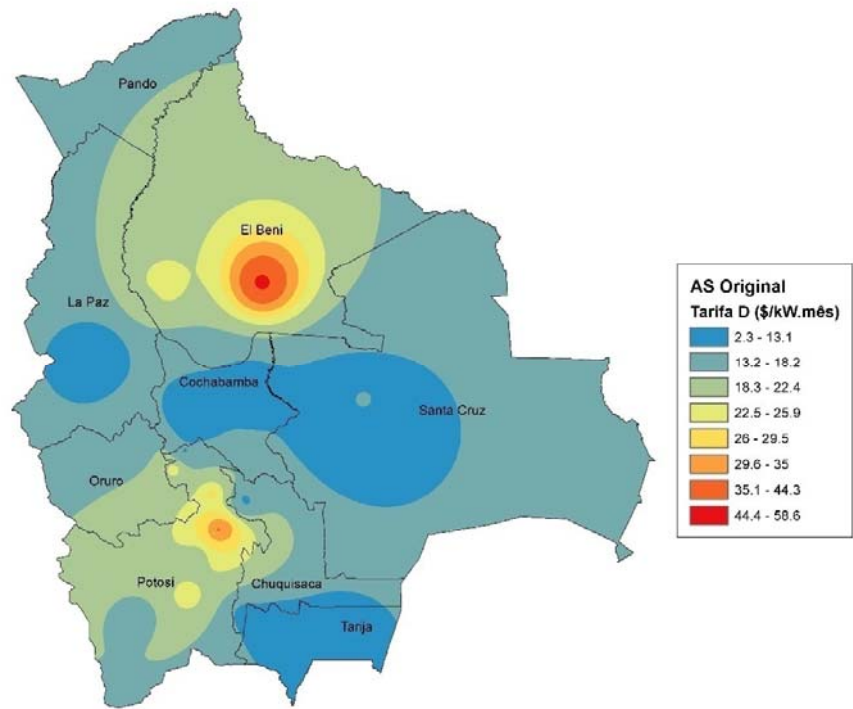 Pando
El Beni
La Paz
Cochabamba
Santa Cruz
Oruro
Potosí
Chuquisaca
Tarija
AS Original
Tarifa D ($/kW.mês)
2.3 - 13.1
13.2 - 18.2
18.3 - 22.4
22.5 - 25.9
26 - 29.5
29.6 - 35
35.1 - 44.3
44.4 - 58.6